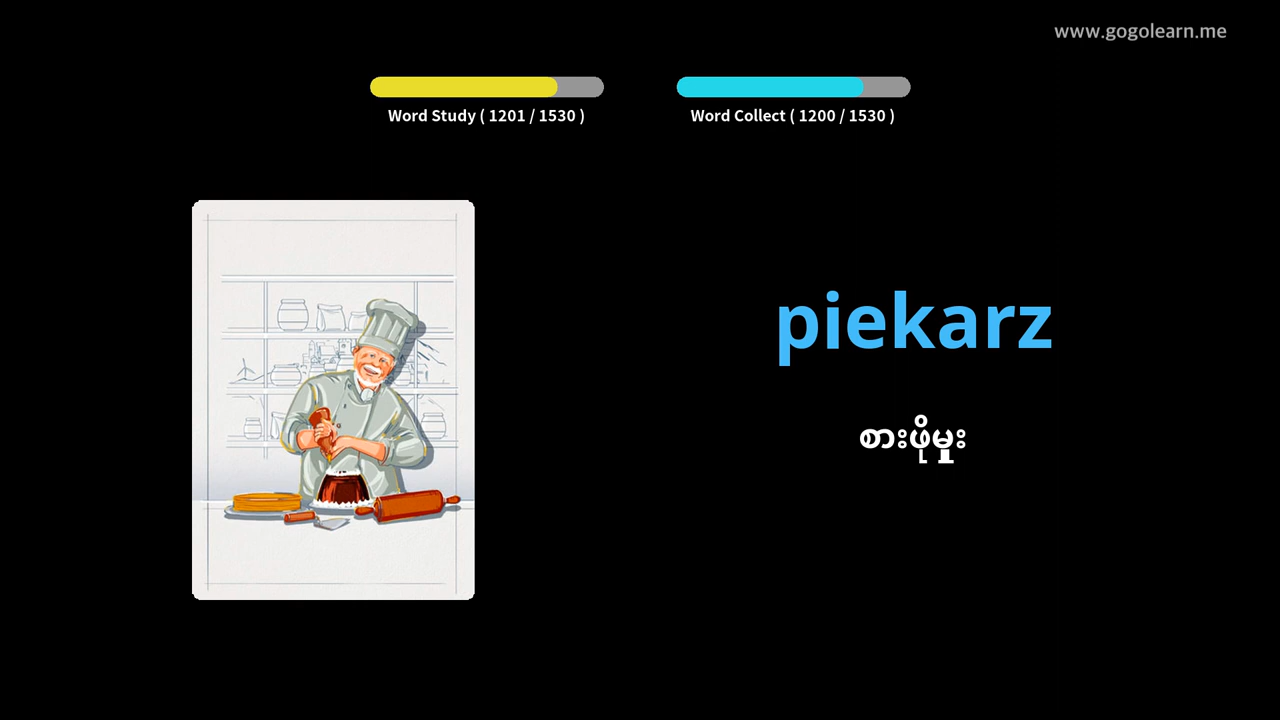 www.gogolearn.me
Word Study ( 1201 / 1530 )
Word Collect ( 1200 / 1530 )
piekarz
စားဖိုမှူး